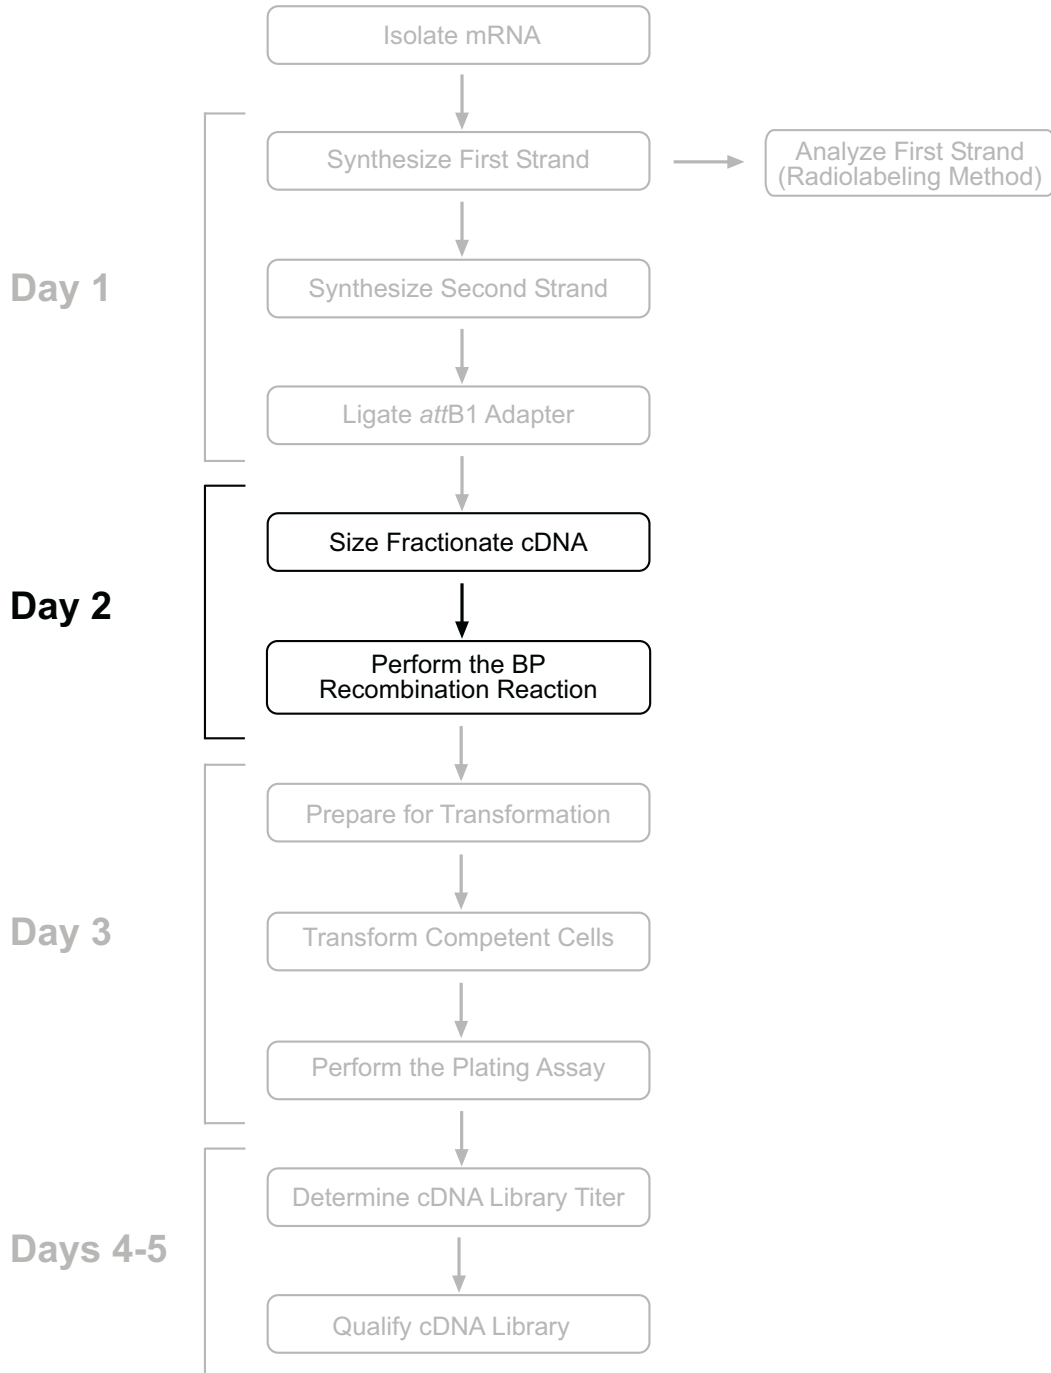 Isolate mRNA
Synthesize First Strand
Analyze First Strand
(Radiolabeling Method)
Day 1
Synthesize Second Strand
Ligate attB1 Adapter
Size Fractionate cDNA
Day 2
Perform the BP
Recombination Reaction
Prepare for Transformation
Day 3
Transform Competent Cells
Perform the Plating Assay
Determine cDNA Library Titer
Days 4-5
Qualify cDNA Library